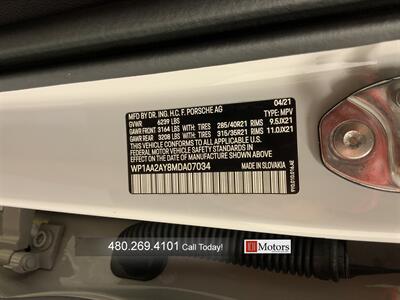 MFD BY DR. ING. H.C. F. PORSCHE AG 04/21
GVWR 6239 LBS TYPE: MPV
GAWR FRONT 3164 LBS WITH: TIRES 285/40R21 RIMS 9.5JX21
GAWR REAR 3208 LBS WITH: TIRES 315/35R21 RIMS 11.0JX21
THIS VEHICLE CONFORMS TO ALL APPLICABLE U.S.
FEDERAL MOTOR VEHICLE SAFETY STANDARDS IN
EFFECT ON THE DATE OF MANUFACTURE SHOWN ABOVE.
WP1AA2AY8MDA07034 MADE IN SLOVAKIA
480.269.4101 Call Today! Motors